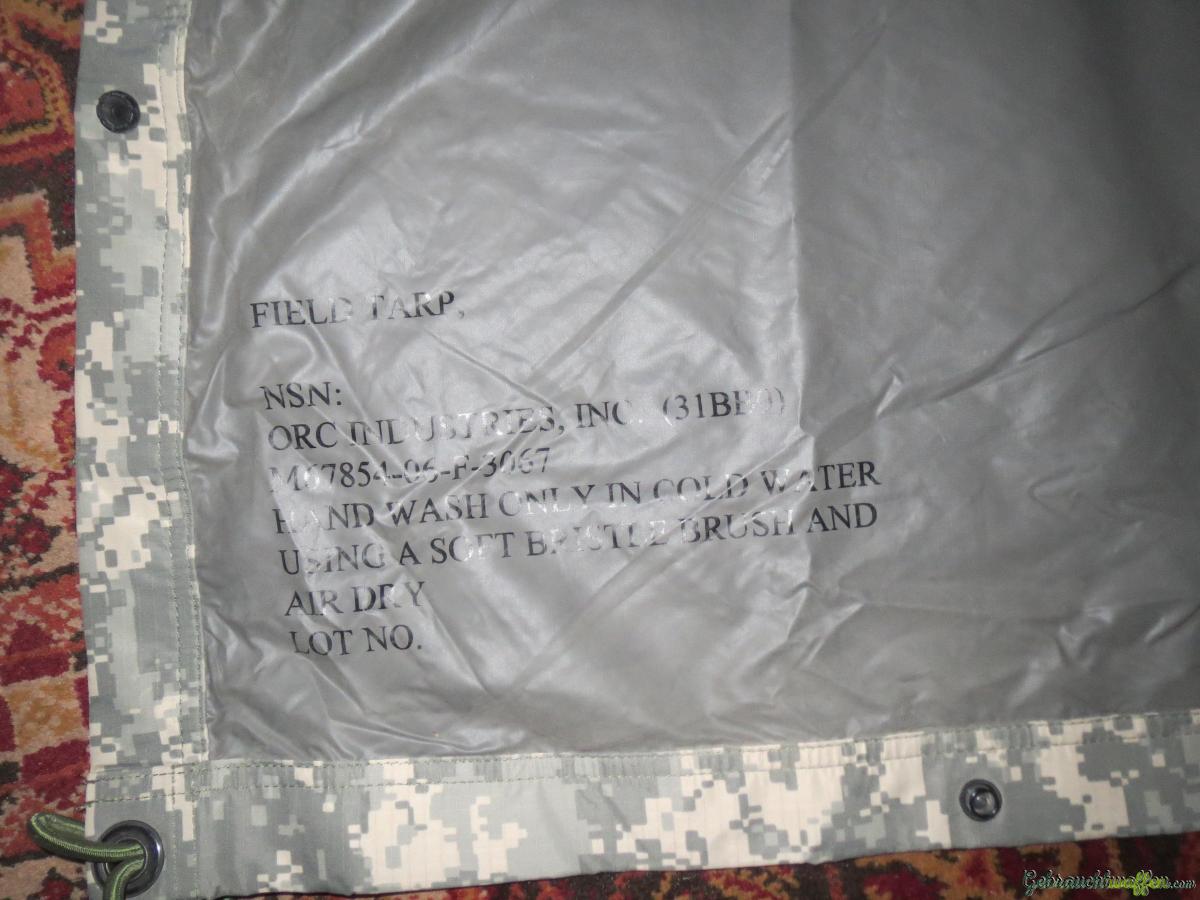 FIELD TARP,
NSN:
ORC INDUSTRIES, INC. (31BB0)
M67854-06-F-3067
HAND WASH ONLY IN COLD WATER
USING A SOFT BRISTLE BRUSH AND
AIR DRY
LOT NO.
Gebrauchtwaffen.com